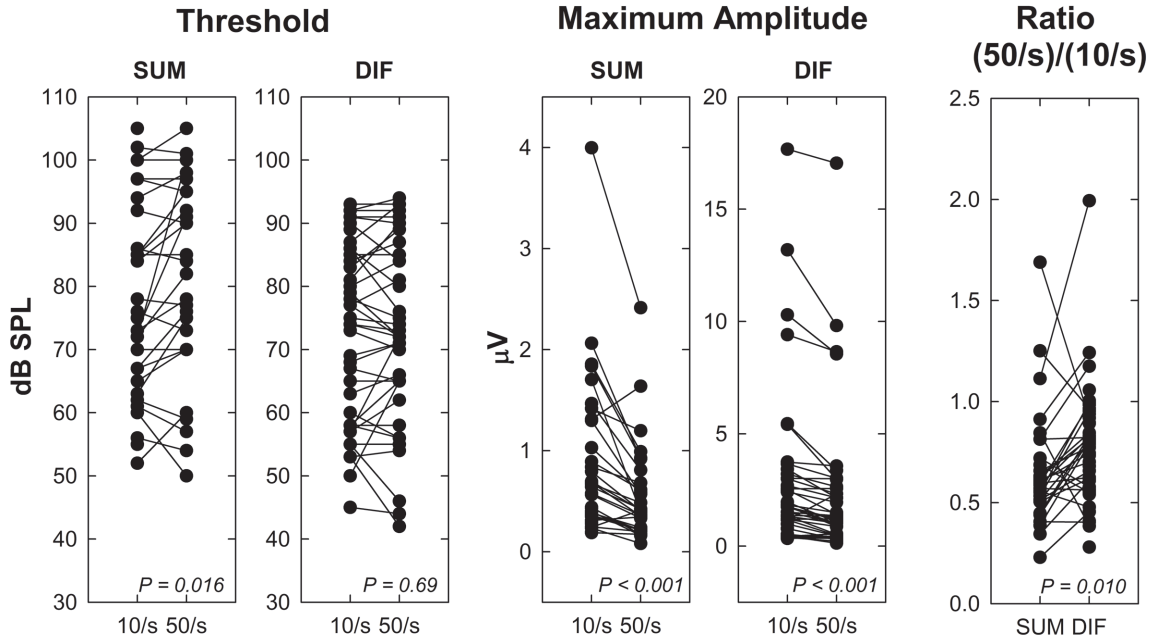 Threshold
Maximum Amplitude
Ratio
(50/s)/(10/s)
SUM
DIF
SUM
DIF
dB SPL
110
100
90
80
70
60
50
40
30
P = 0.016
10/s 50/s
110
100
90
80
70
60
50
40
30
P = 0.69
10/s 50/s
µV
4
3
2
1
0
P < 0.001
10/s 50/s
20
15
10
5
0
P < 0.001
10/s 50/s
2.5
2.0
1.5
1.0
0.5
0.0
P = 0.010
SUM DIF